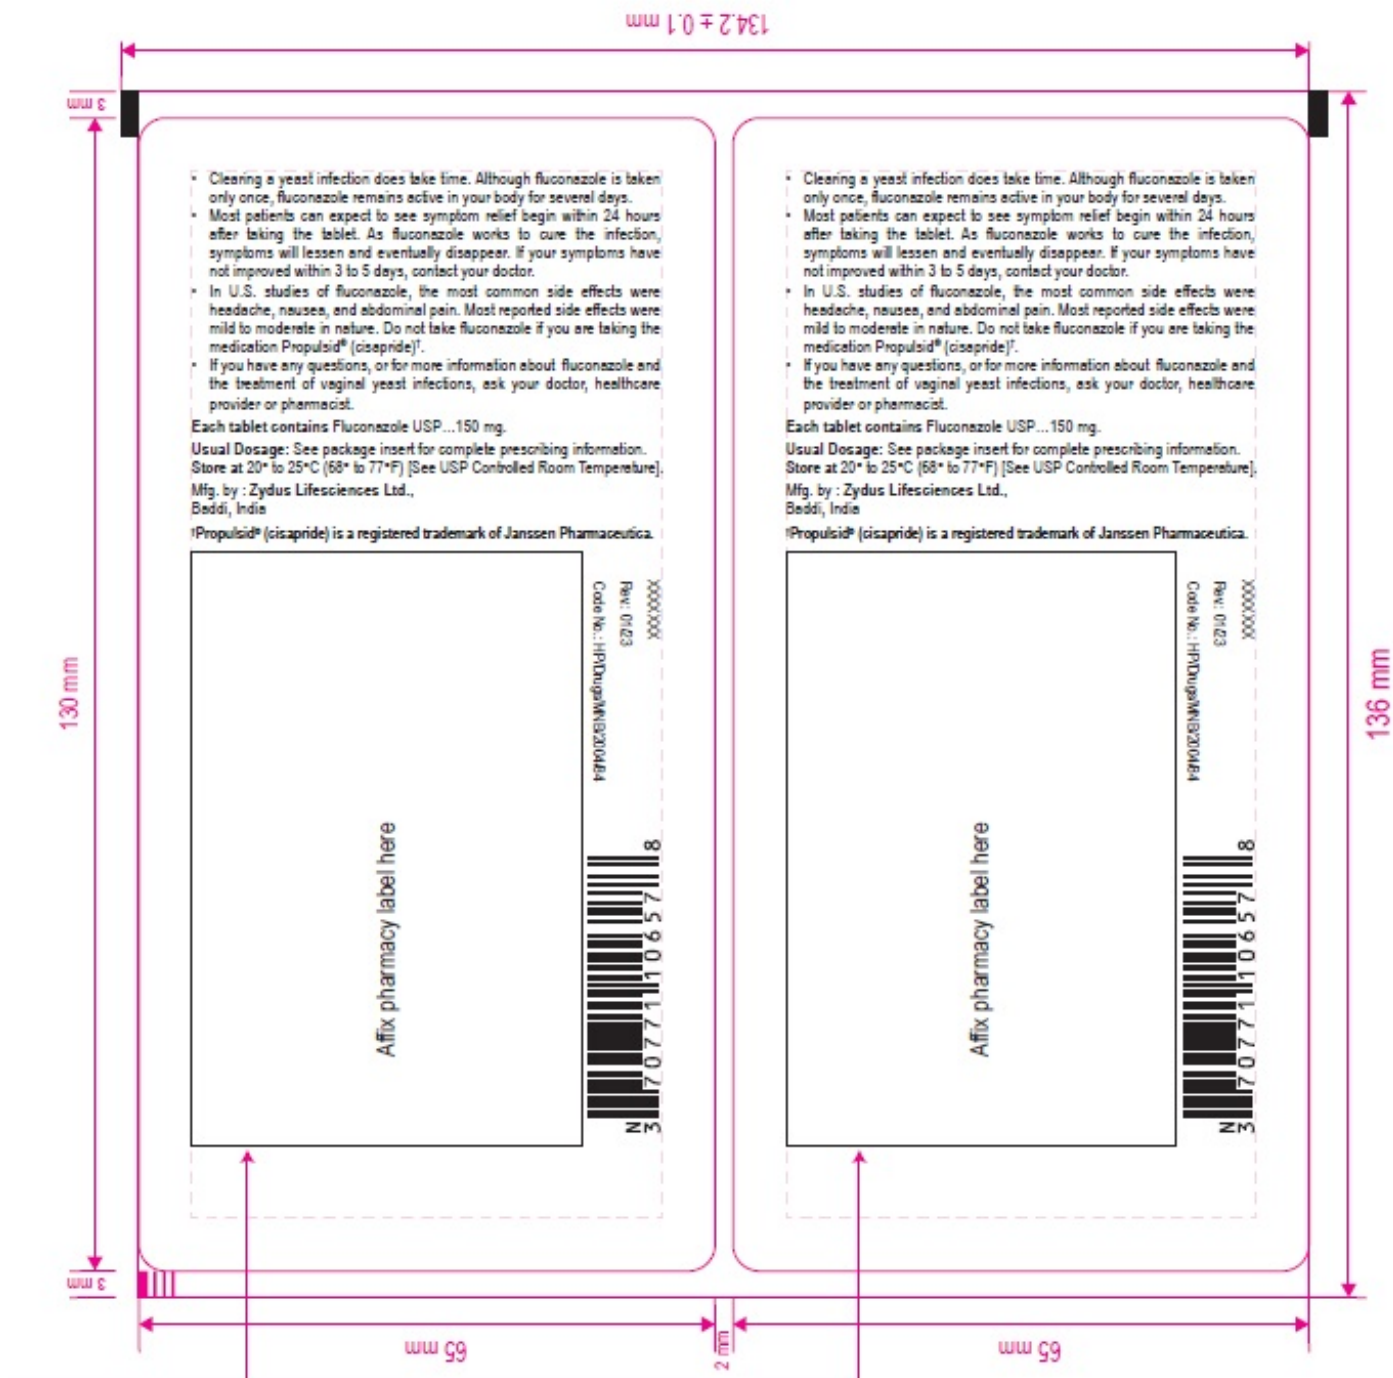 134.2 ± 0.1 mm
3 mm
• Clearing a yeast infection does take time. Although fluconazole is taken
only once, fluconazole remains active in your body for several days.
• Most patients can expect to see symptom relief begin within 24 hours
after taking the tablet. As fluconazole works to cure the infection,
symptoms will lessen and eventually disappear. If your symptoms have
not improved within 3 to 5 days, contact your doctor.
• In U.S. studies of fluconazole, the most common side effects were
headache, nausea, and abdominal pain. Most reported side effects were
mild to moderate in nature. Do not take fluconazole if you are taking the
medication Propulsid® (cisapride)†.
• If you have any questions, or for more information about fluconazole and
the treatment of vaginal yeast infections, ask your doctor, healthcare
provider or pharmacist.
Each tablet contains Fluconazole USP...150 mg.
Usual Dosage: See package insert for complete prescribing information.
Store at 20° to 25°C (68° to 77°F) [See USP Controlled Room Temperature].
Mfg. by : Zydus Lifesciences Ltd.,
Baddi, India
†Propulsid® (cisapride) is a registered trademark of Janssen Pharmaceutica.
XXXXXXX
Rev.: 01/23
Code No.: HP/Drugs/MNB/2004/84
Affix pharmacy label here
N
3 70771 10657 8
• Clearing a yeast infection does take time. Although fluconazole is taken
only once, fluconazole remains active in your body for several days.
• Most patients can expect to see symptom relief begin within 24 hours
after taking the tablet. As fluconazole works to cure the infection,
symptoms will lessen and eventually disappear. If your symptoms have
not improved within 3 to 5 days, contact your doctor.
• In U.S. studies of fluconazole, the most common side effects were
headache, nausea, and abdominal pain. Most reported side effects were
mild to moderate in nature. Do not take fluconazole if you are taking the
medication Propulsid® (cisapride)†.
• If you have any questions, or for more information about fluconazole and
the treatment of vaginal yeast infections, ask your doctor, healthcare
provider or pharmacist.
Each tablet contains Fluconazole USP...150 mg.
Usual Dosage: See package insert for complete prescribing information.
Store at 20° to 25°C (68° to 77°F) [See USP Controlled Room Temperature].
Mfg. by : Zydus Lifesciences Ltd.,
Baddi, India
†Propulsid® (cisapride) is a registered trademark of Janssen Pharmaceutica.
XXXXXXX
Rev.: 01/23
Code No.: HP/Drugs/MNB/2004/84
Affix pharmacy label here
N
3 70771 10657 8
130 mm
136 mm
3 mm
65 mm
2 mm
65 mm